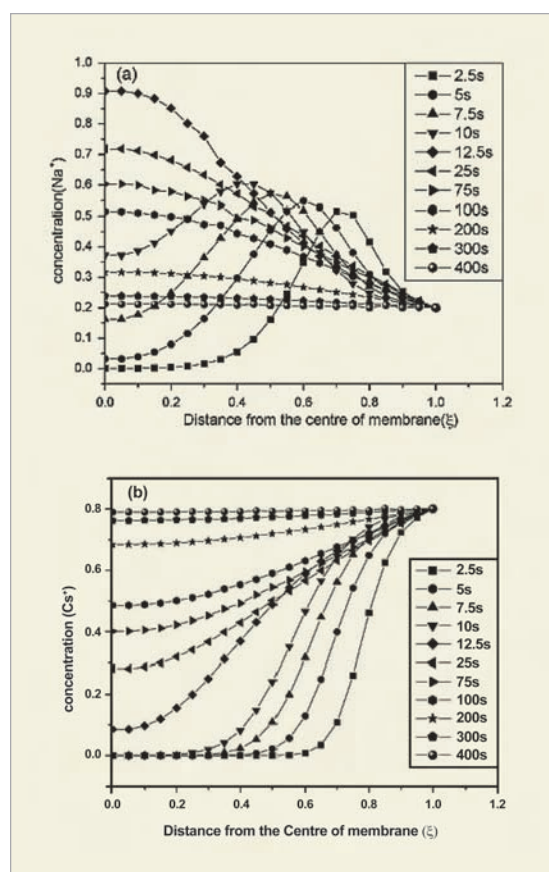 (a)
1.0
0.9
0.8
0.7
0.6
0.5
0.4
0.3
0.2
0.1
0.0
concentration(Na⁺)
2.5s
5s
7.5s
10s
12.5s
25s
75s
100s
200s
300s
400s
0.0 0.2 0.4 0.6 0.8 1.0 1.2
Distance from the centre of membrane(ξ)
(b)
0.8
0.6
0.4
0.2
0.0
concentration (Cs⁺)
2.5s
5s
7.5s
10s
12.5s
25s
75s
100s
200s
300s
400s
0.0 0.2 0.4 0.6 0.8 1.0 1.2
Distance from the Centre of membrane (ξ)